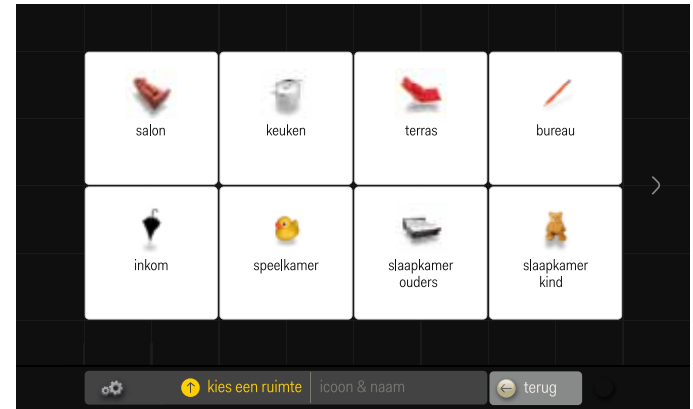 salon
keuken
terras
bureau
inkom
speelkamer
slaapkamer
ouders
slaapkamer
kind
kies een ruimte
icoon & naam
terug